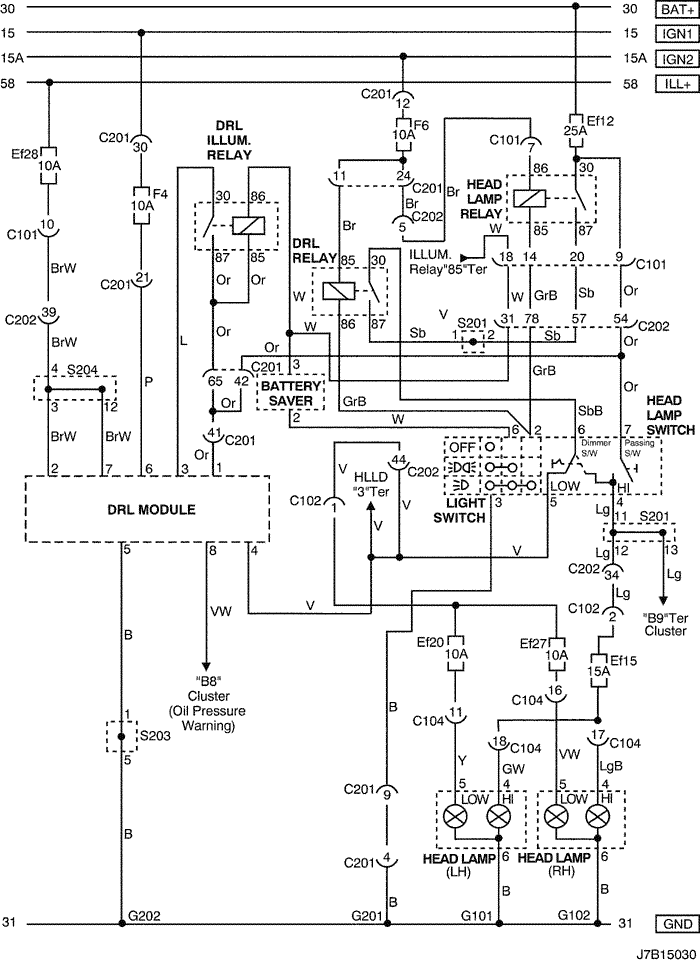 30 30 BAT+
15 15 IGN1
15A 15A IGN2
58 58 ILL+
C201 12
Ef12
25A
F6
10A
DRL
ILLUM.
RELAY
C201 30
Ef28
10A
F4
10A
C101 7
11 24 C201
Br
C202 5
Br
Br
HEAD
LAMP
RELAY
86 30
85 87
30 86
87 85
Or Or
10
C101
BrW
C201 21
DRL
RELAY
85 30
86 87
ILLUM.
Relay"85"Ter
W
18 14 20 9 C101
W GrB Sb Or
31 78 57 54 C202
39
C202
BrW
W
V
S201
1 2
Sb Sb
Or
W
Or
L
P
4 S204
3 12
BrW BrW
C201 3
65 42
Or
BATTERY
SAVER
2
GrB
GrB
Or
W
SbB
HEAD
LAMP
SWITCH
41 C201
Or
6 2 6 7
OFF
Dimmer
S/W
Passing
S/W
LOW HI
LIGHT
SWITCH
3 5 4
V 44 C202
HLLD
"3"Ter
C102 1
V V
2 7 6 3 1
DRL MODULE
5 8 4
Lg 11 S201
Lg 12 13
V
C202 34
Lg Lg
C102 2
"B9"Ter
Cluster
B
VW
V
Ef20
10A
Ef27
10A
Ef15
15A
"B8"
Cluster
(Oil Pressure
Warning)
1
S203
5
B
C104 11
C104 16
18 C104
17 C104
Y GW VW LgB
B
C201 9
5 4 5 4
LOW HI LOW HI
C201 4
HEAD LAMP 6
(LH)
HEAD LAMP 6
(RH)
B
B
B
B
31 G202 G201 G101 G102 31 GND
J7B15030